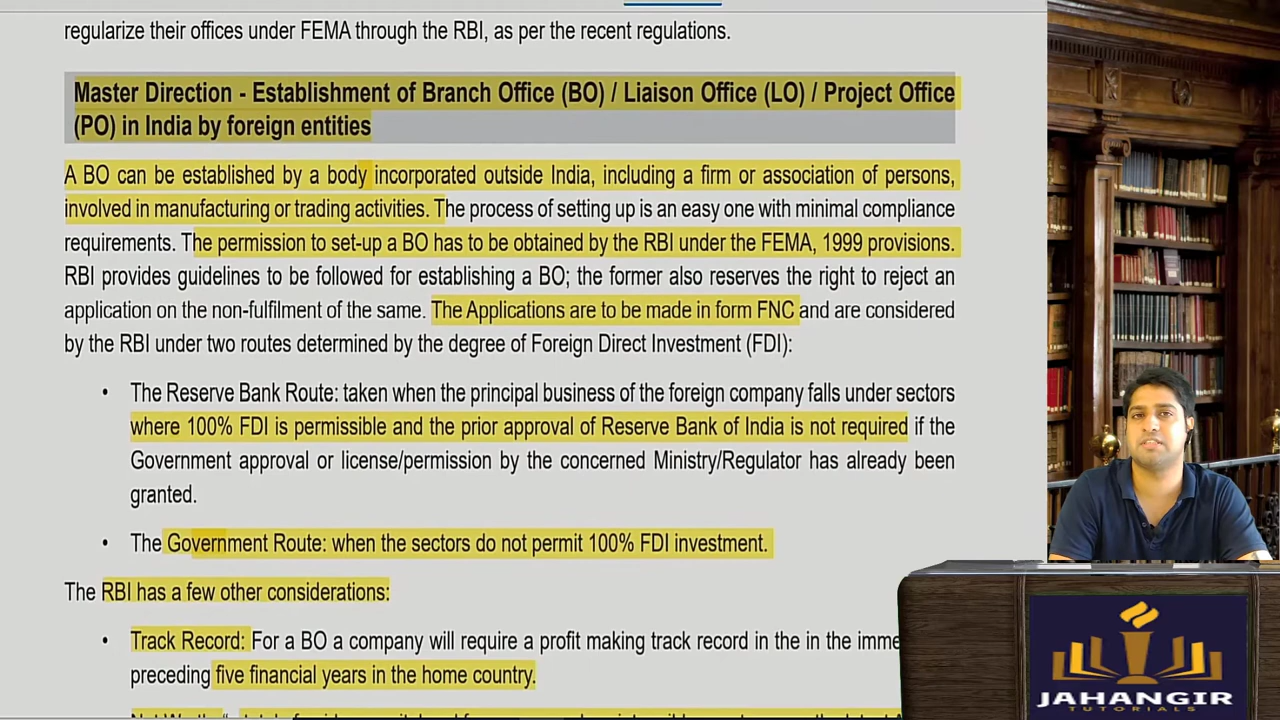 regularize their offices under FEMA through the RBI, as per the recent regulations.
Master Direction - Establishment of Branch Office (BO) / Liaison Office (LO) / Project Office
(PO) in India by foreign entities
A BO can be established by a body incorporated outside India, including a firm or association of persons,
involved in manufacturing or trading activities. The process of setting up is an easy one with minimal compliance
requirements. The permission to set-up a BO has to be obtained by the RBI under the FEMA, 1999 provisions.
RBI provides guidelines to be followed for establishing a BO; the former also reserves the right to reject an
application on the non-fulfilment of the same. The Applications are to be made in form FNC and are considered
by the RBI under two routes determined by the degree of Foreign Direct Investment (FDI):
• The Reserve Bank Route: taken when the principal business of the foreign company falls under sectors
where 100% FDI is permissible and the prior approval of Reserve Bank of India is not required if the
Government approval or license/permission by the concerned Ministry/Regulator has already been
granted.
• The Government Route: when the sectors do not permit 100% FDI investment.
The RBI has a few other considerations:
• Track Record: For a BO a company will require a profit making track record in the in the imme
preceding five financial years in the home country.
JAHANGIR
TUTORIALS